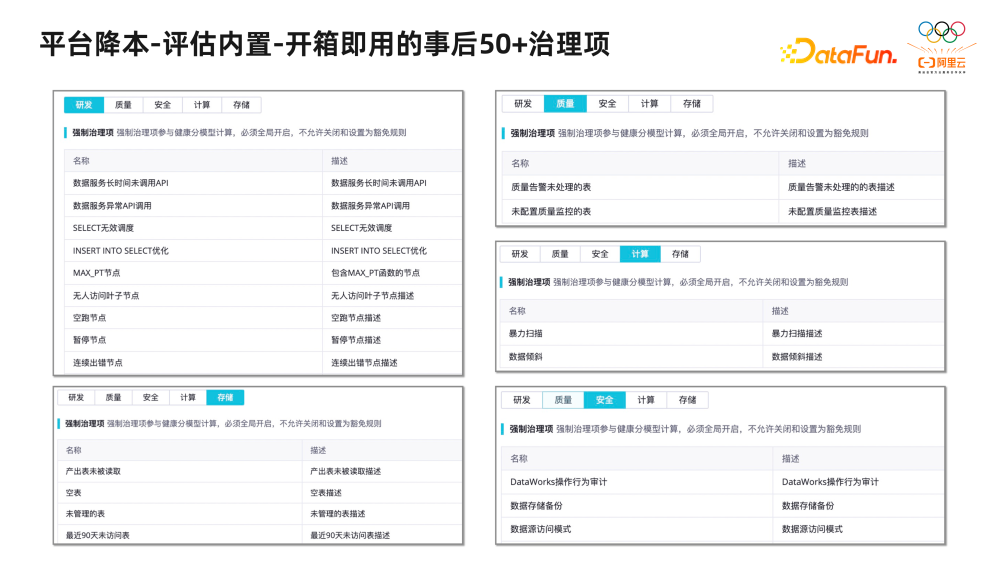 平台降本-评估内置-开箱即用的事后50+治理项
DataFun.
阿里云
研发 质量 安全 计算 存储
强制治理项 强制治理项参与健康分模型计算，必须全局开启，不允许关闭和设置为豁免规则
名称 描述
数据服务长时间未调用API 数据服务长时间未调用API
数据服务异常API调用 数据服务异常API调用
SELECT无效调度 SELECT无效调度
INSERT INTO SELECT优化 INSERT INTO SELECT优化
MAX_PT节点 包含MAX_PT函数的节点
无人访问叶子节点 无人访问叶子节点描述
空跑节点 空跑节点描述
暂停节点 暂停节点描述
连续出错节点 连续出错节点描述
研发 质量 安全 计算 存储
强制治理项 强制治理项参与健康分模型计算，必须全局开启，不允许关闭和设置为豁免规则
名称 描述
质量告警未处理的表 质量告警未处理的的表描述
未配置质量监控的表 未配置质量监控表描述
研发 质量 安全 计算 存储
强制治理项 强制治理项参与健康分模型计算，必须全局开启，不允许关闭和设置为豁免规则
名称 描述
暴力扫描 暴力扫描描述
数据倾斜 数据倾斜描述
研发 质量 安全 计算 存储
强制治理项 强制治理项参与健康分模型计算，必须全局开启，不允许关闭和设置为豁免规则
名称 描述
产出表未被读取 产出表未被读取描述
空表 空表描述
未管理的表 未管理的表描述
最近90天未访问表 最近90天未访问表描述
研发 质量 安全 计算 存储
强制治理项 强制治理项参与健康分模型计算，必须全局开启，不允许关闭和设置为豁免规则
名称 描述
DataWorks操作行为审计 DataWorks操作行为审计
数据存储备份 数据存储备份
数据源访问模式 数据源访问模式